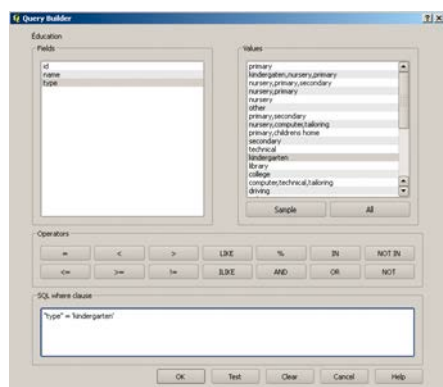 Query Builder
Education
Fields
id
name
type
Values
primary
kindergaten,nursery,primary
nursery,primary,secondary
nursery,primary
nursery
other
primary,secondary
nursery,computer,tailoring
primary,childrens home
secondary
technical
kindergarten
library
college
computer,technical,tailoring
driving
Sample All
Operators
= < > LIKE % IN NOT IN
<= >= != ILIKE AND OR NOT
SQL where clause
"type" = 'kindergarten'
OK Test Clear Cancel Help